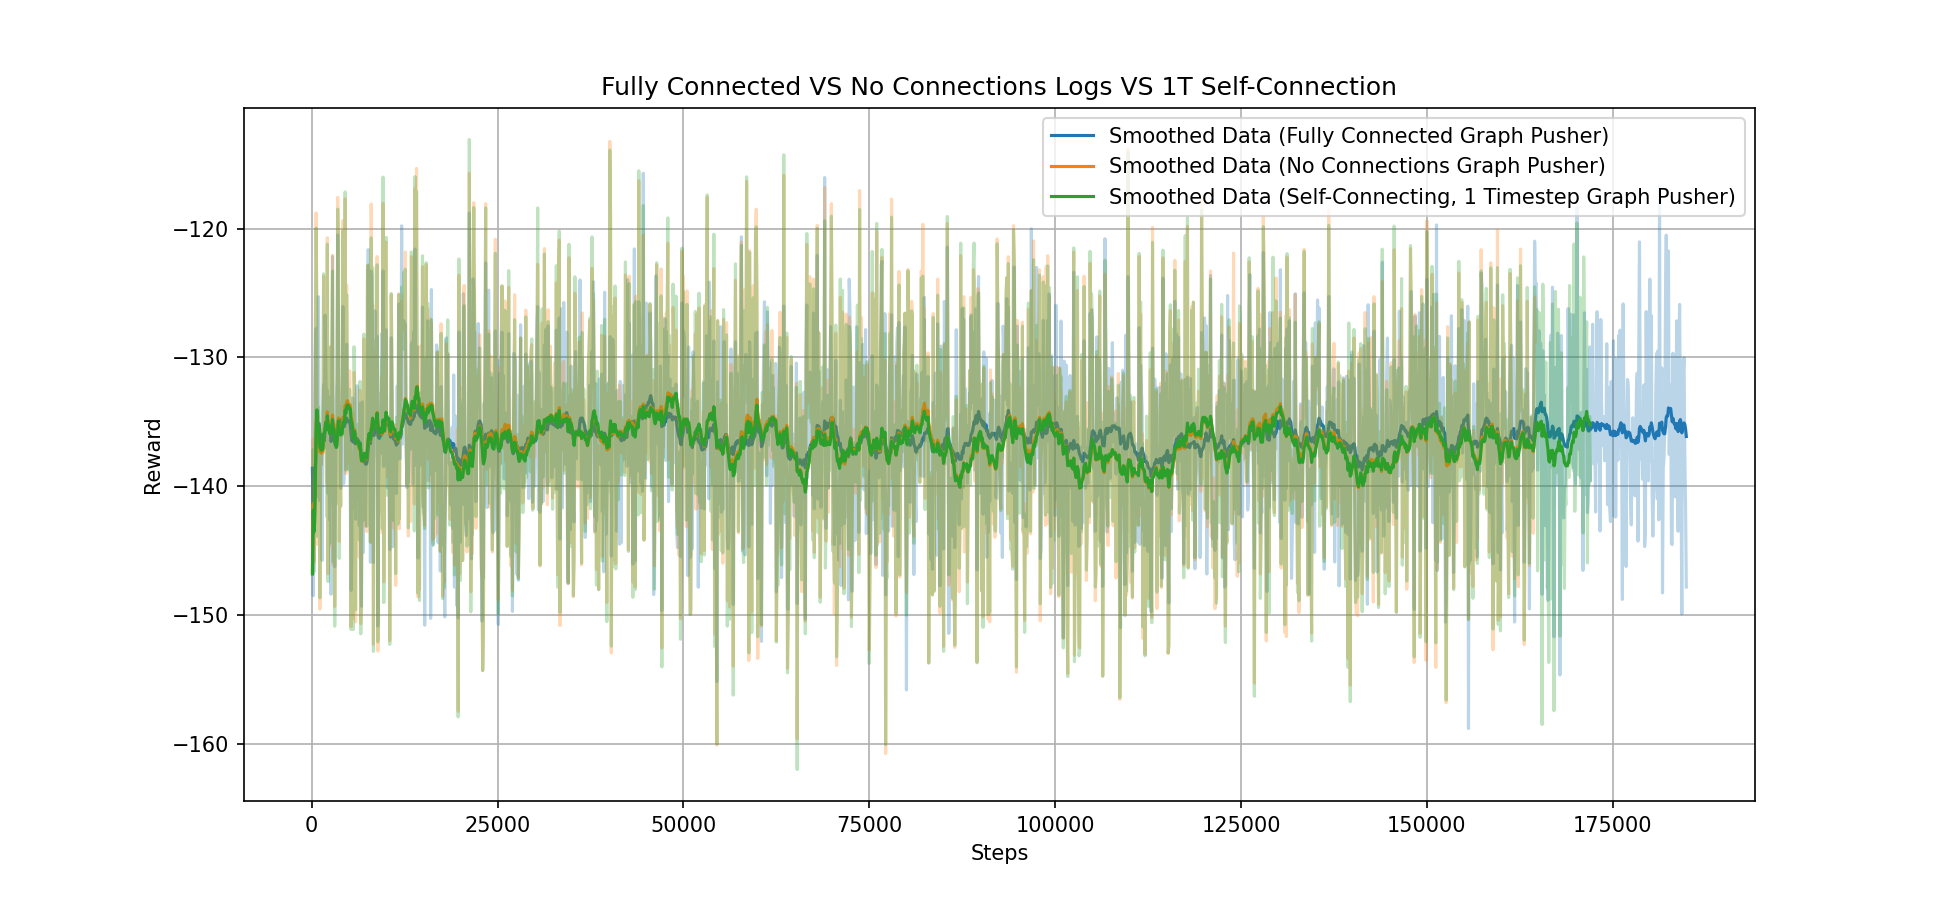 Fully Connected VS No Connections Logs VS 1T Self-Connection
Smoothed Data (Fully Connected Graph Pusher)
Smoothed Data (No Connections Graph Pusher)
Smoothed Data (Self-Connecting, 1 Timestep Graph Pusher)
−120
−130
−140
−150
−160
Reward
0 25000 50000 75000 100000 125000 150000 175000
Steps